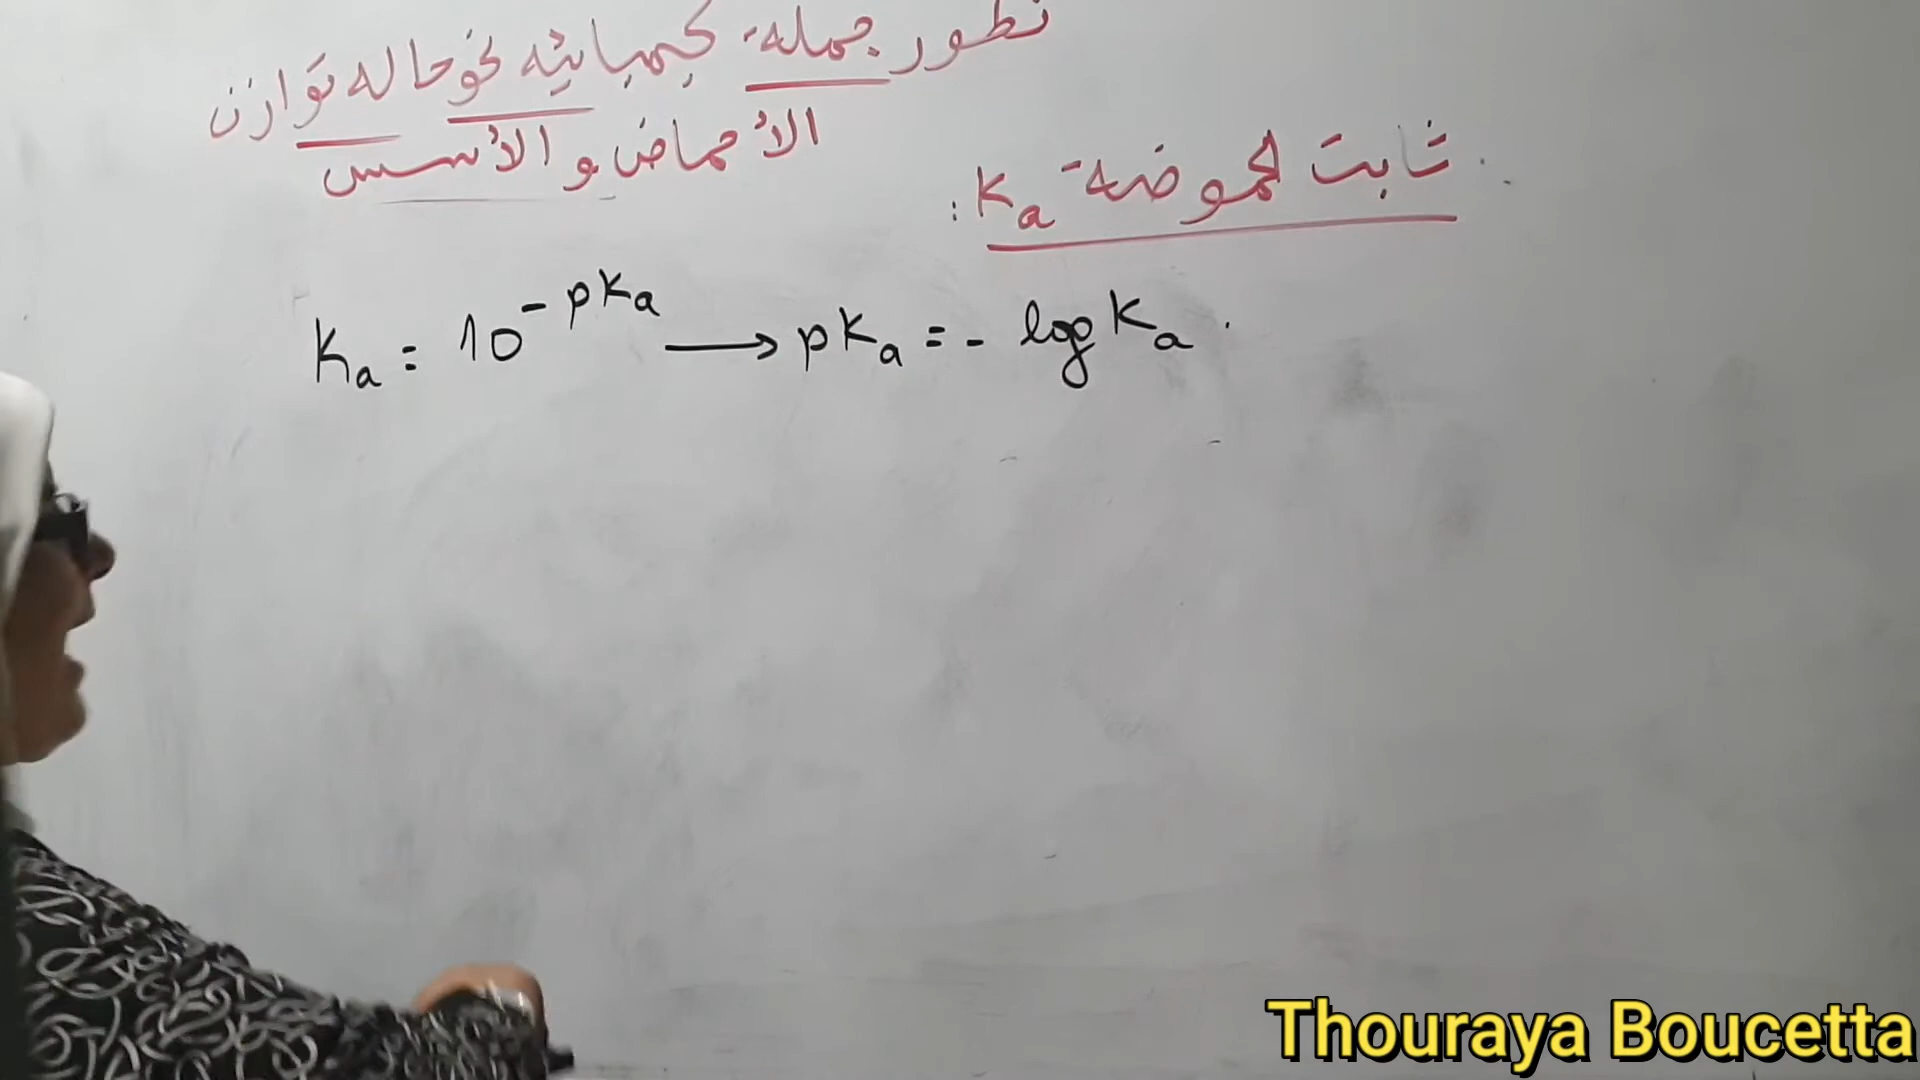 تطور جملة كيميائية نحو حالة توازن
الأحماض و الأسس
ثابت الحموضة Ka :
Ka = 10^-pKa → pKa = - log Ka .
Thouraya Boucetta